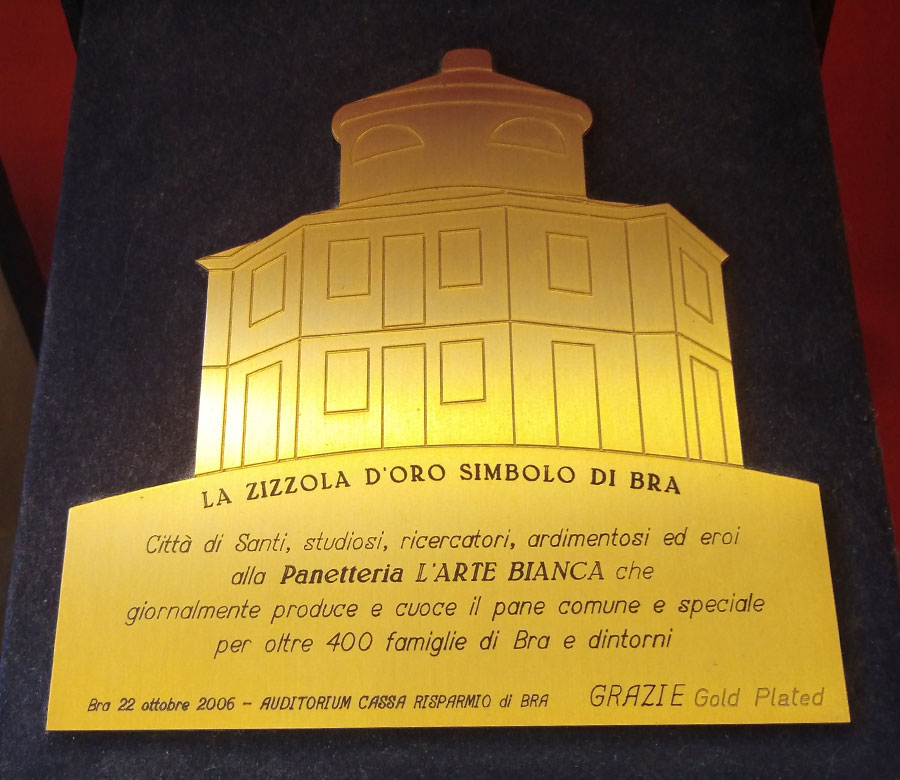 LA ZIZZOLA D'ORO SIMBOLO DI BRA
Città di Santi, studiosi, ricercatori, ardimentosi ed eroi
alla Panetteria L'ARTE BIANCA che
giornalmente produce e cuoce il pane comune e speciale
per oltre 400 famiglie di Bra e dintorni
Bra 22 ottobre 2006 - AUDITORIUM CASSA RISPARMIO di BRA GRAZIE Gold Plated